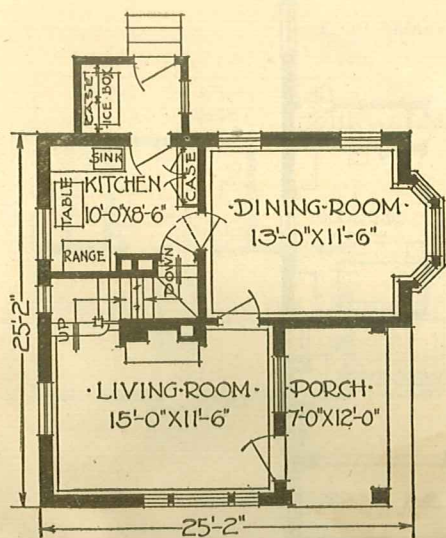 CASE
ICE BOX
SINK
CASE
TABLE
KITCHEN
10'-0"X8'-6"
RANGE
DOWN
UP
·DINING·ROOM·
13'-0"X11'-6"
25'-2"
·LIVING·ROOM·
15'-0"X11'-6"
·PORCH·
7'-0"X12'-0"
25'-2"